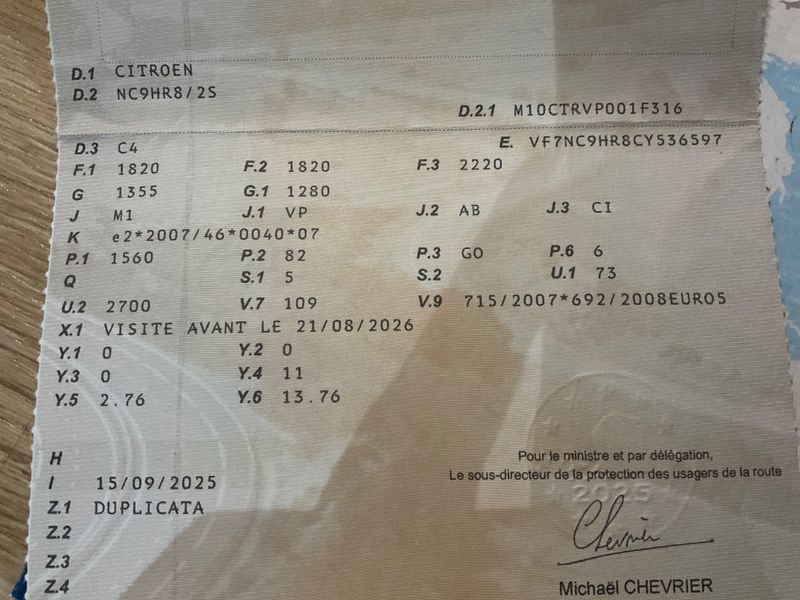 D.1 CITROEN
D.2 NC9HR8/2S
D.2.1 M10CTRVP001F316
D.3 C4
E. VF7NC9HR8CY536597
F.1 1820 F.2 1820 F.3 2220
G 1355 G.1 1280
J M1 J.1 VP J.2 AB J.3 CI
K e2*2007/46*0040*07
P.1 1560 P.2 82 P.3 GO P.6 6
Q S.1 5 S.2 U.1 73
U.2 2700 V.7 109 V.9 715/2007*692/2008EURO5
X.1 VISITE AVANT LE 21/08/2026
Y.1 0 Y.2 0
Y.3 0 Y.4 11
Y.5 2.76 Y.6 13.76
H
I 15/09/2025
Z.1 DUPLICATA
Z.2
Z.3
Z.4
Pour le ministre et par délégation,
Le sous-directeur de la protection des usagers de la route
2025
Chevrier
Michaël CHEVRIER